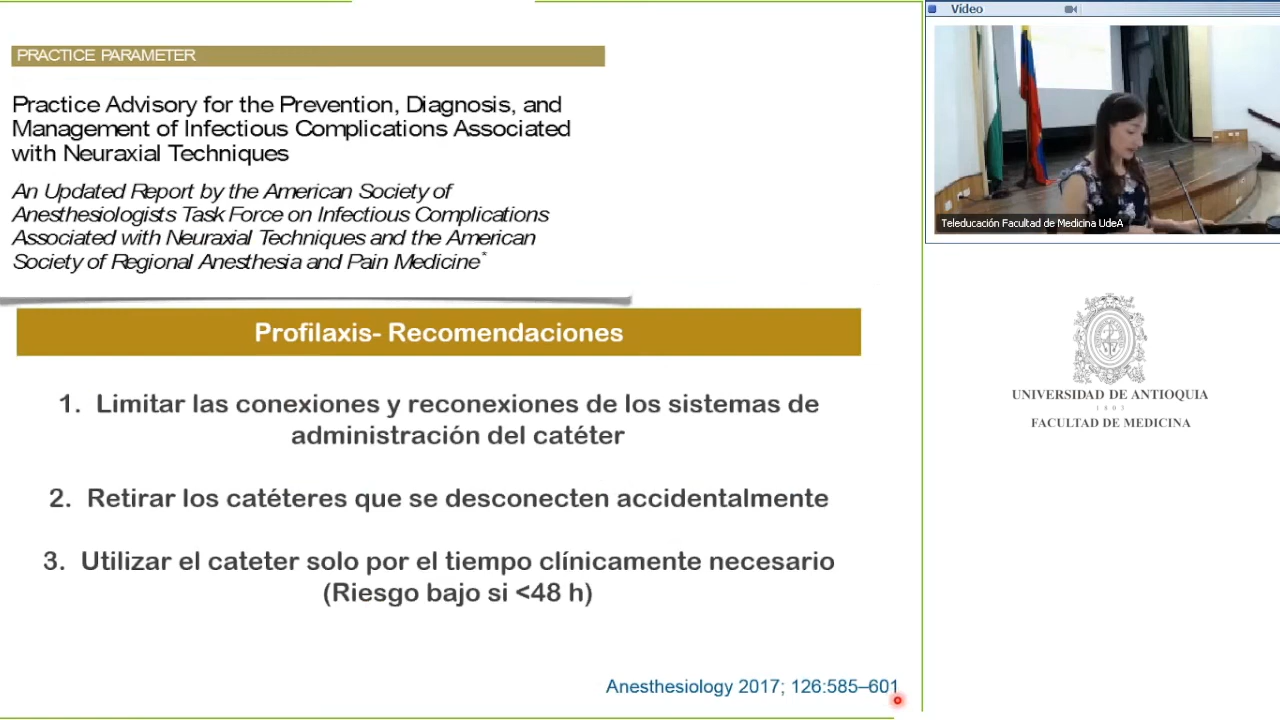 PRACTICE PARAMETER
Practice Advisory for the Prevention, Diagnosis, and
Management of Infectious Complications Associated
with Neuraxial Techniques
An Updated Report by the American Society of
Anesthesiologists Task Force on Infectious Complications
Associated with Neuraxial Techniques and the American
Society of Regional Anesthesia and Pain Medicine*
Profilaxis- Recomendaciones
1. Limitar las conexiones y reconexiones de los sistemas de
administración del catéter
2. Retirar los catéteres que se desconecten accidentalmente
3. Utilizar el cateter solo por el tiempo clínicamente necesario
(Riesgo bajo si <48 h)
Anesthesiology 2017; 126:585–601
Vídeo
Teleducación Facultad de Medicina UdeA
UNIVERSIDAD DE ANTIOQUIA
1803
FACULTAD DE MEDICINA